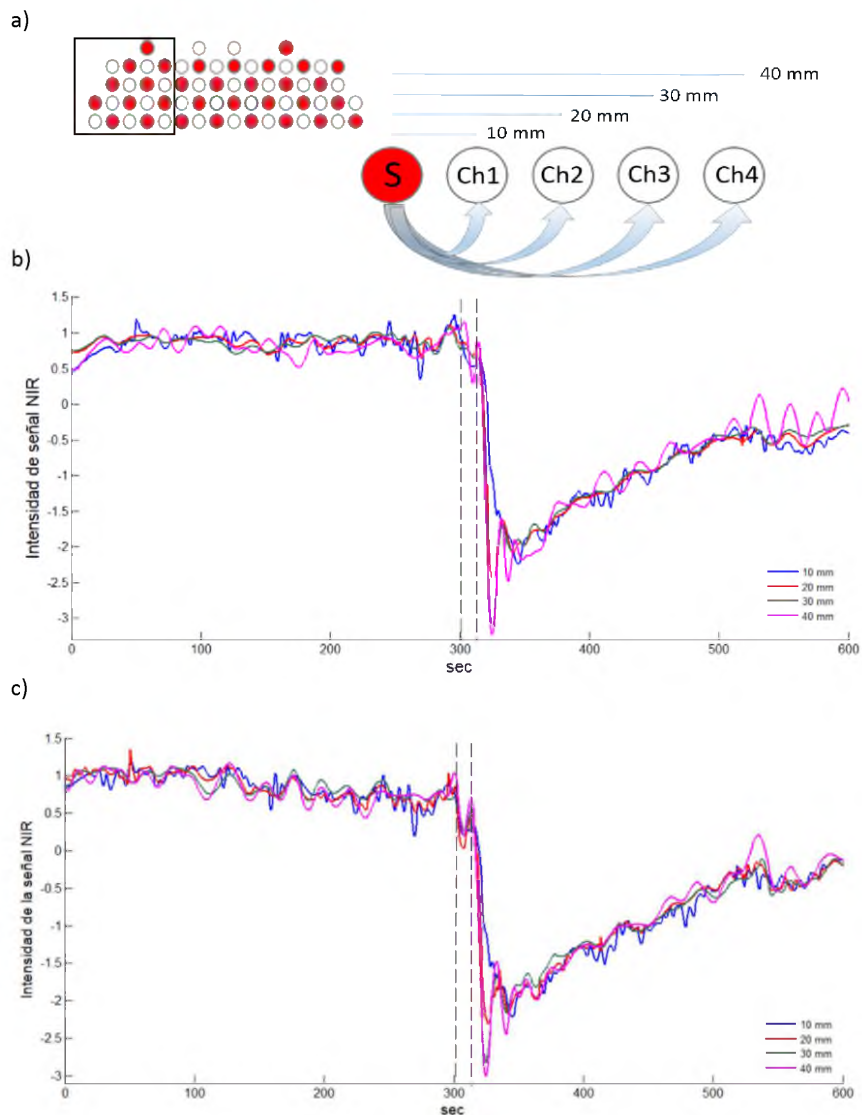 a)
40 mm
30 mm
20 mm
10 mm
S Ch1 Ch2 Ch3 Ch4
b)
Intensidad de señal NIR
1.5
1
0.5
0
-0.5
-1
-1.5
-2
-2.5
-3
10 mm
20 mm
30 mm
40 mm
0 100 200 300 400 500 600
sec
c)
Intensidad de la señal NIR
1.5
1
0.5
0
-0.5
-1
-1.5
-2
-2.5
-3
10 mm
20 mm
30 mm
40 mm
0 100 200 300 400 500 600
sec